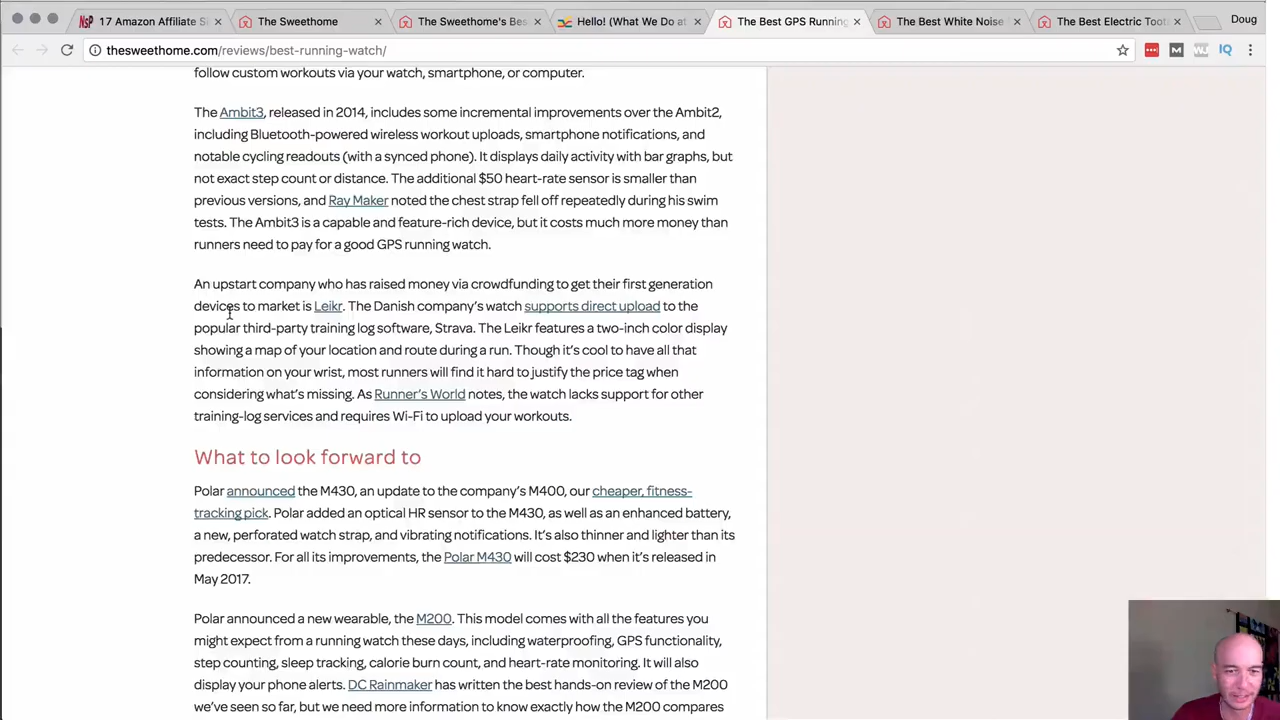 17 Amazon Affiliate Si
The Sweethome
The Sweethome's Bes
Hello! (What We Do at
The Best GPS Running
The Best White Noise
The Best Electric Toot
Doug
thesweethome.com/reviews/best-running-watch/
follow custom workouts via your watch, smartphone, or computer.
The Ambit3, released in 2014, includes some incremental improvements over the Ambit2,
including Bluetooth-powered wireless workout uploads, smartphone notifications, and
notable cycling readouts (with a synced phone). It displays daily activity with bar graphs, but
not exact step count or distance. The additional $50 heart-rate sensor is smaller than
previous versions, and Ray Maker noted the chest strap fell off repeatedly during his swim
tests. The Ambit3 is a capable and feature-rich device, but it costs much more money than
runners need to pay for a good GPS running watch.
An upstart company who has raised money via crowdfunding to get their first generation
devices to market is Leikr. The Danish company's watch supports direct upload to the
popular third-party training log software, Strava. The Leikr features a two-inch color display
showing a map of your location and route during a run. Though it's cool to have all that
information on your wrist, most runners will find it hard to justify the price tag when
considering what's missing. As Runner's World notes, the watch lacks support for other
training-log services and requires Wi-Fi to upload your workouts.
What to look forward to
Polar announced the M430, an update to the company's M400, our cheaper, fitness-
tracking pick. Polar added an optical HR sensor to the M430, as well as an enhanced battery,
a new, perforated watch strap, and vibrating notifications. It's also thinner and lighter than its
predecessor. For all its improvements, the Polar M430 will cost $230 when it's released in
May 2017.
Polar announced a new wearable, the M200. This model comes with all the features you
might expect from a running watch these days, including waterproofing, GPS functionality,
step counting, sleep tracking, calorie burn count, and heart-rate monitoring. It will also
display your phone alerts. DC Rainmaker has written the best hands-on review of the M200
we've seen so far, but we need more information to know exactly how the M200 compares